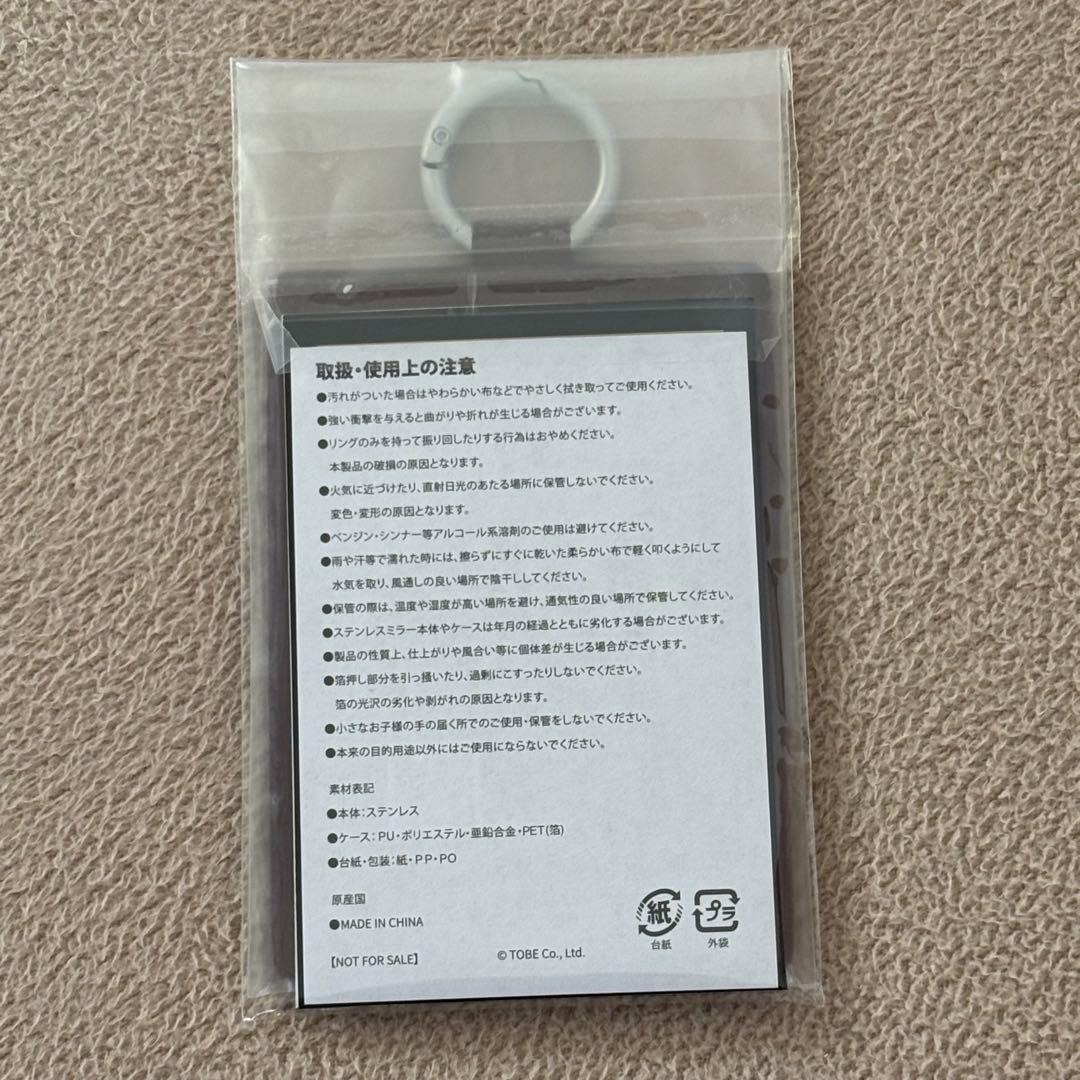 取扱・使用上の注意
●汚れがついた場合はやわらかい布などでやさしく拭き取ってご使用ください。
●強い衝撃を与えると曲がりや折れが生じる場合がございます。
●リングのみを持って振り回したりする行為はおやめください。
本製品の破損の原因となります。
●火気に近づけたり、直射日光のあたる場所に保管しないでください。
変色・変形の原因となります。
●ベンジン・シンナー等アルコール系溶剤のご使用は避けてください。
●雨や汗等で濡れた時には、擦らずにすぐに乾いた柔らかい布で軽く叩くようにして
水気を取り、風通しの良い場所で陰干ししてください。
●保管の際は、温度や湿度が高い場所を避け、通気性の良い場所で保管してください。
●ステンレスミラー本体やケースは年月の経過とともに劣化する場合がございます。
●製品の性質上、仕上がりや風合い等に個体差が生じる場合がございます。
●箔押し部分を引っ掻いたり、過剰にこすったりしないでください。
箔の光沢の劣化や剥がれの原因となります。
●小さなお子様の手の届く所でのご使用・保管をしないでください。
●本来の目的用途以外にはご使用にならないでください。
素材表記
●本体：ステンレス
●ケース：PU・ポリエステル・亜鉛合金・PET(箔)
●台紙・包装：紙・PP・PO
原産国
●MADE IN CHINA
【NOT FOR SALE】
© TOBE Co., Ltd.
紙
台紙
プラ
外袋